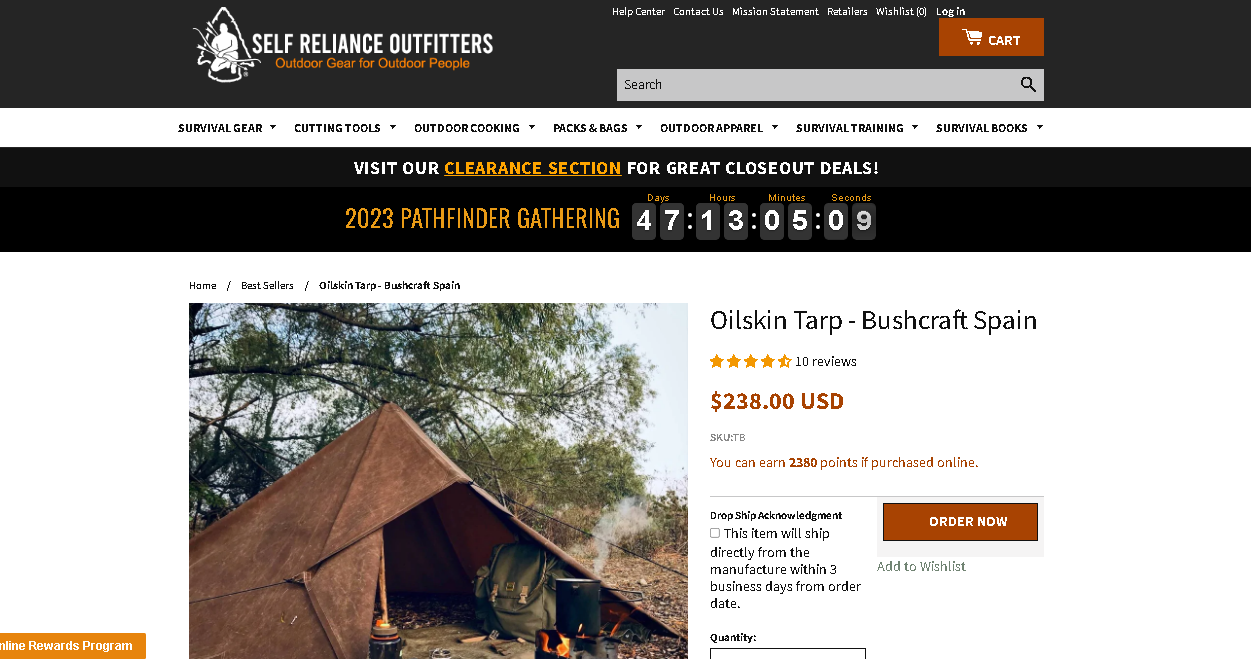 Help Center Contact Us Mission Statement Retailers Wishlist (0) Log in
SELF RELIANCE OUTFITTERS
Outdoor Gear for Outdoor People
CART
Search
SURVIVAL GEAR CUTTING TOOLS OUTDOOR COOKING PACKS & BAGS OUTDOOR APPAREL SURVIVAL TRAINING SURVIVAL BOOKS
VISIT OUR CLEARANCE SECTION FOR GREAT CLOSEOUT DEALS!
Days Hours Minutes Seconds
2023 PATHFINDER GATHERING 47:13:05:09
Home / Best Sellers / Oilskin Tarp - Bushcraft Spain
Oilskin Tarp - Bushcraft Spain
10 reviews
$238.00 USD
SKU:TB
You can earn 2380 points if purchased online.
Drop Ship Acknowledgment
This item will ship
directly from the
manufacture within 3
business days from order
date.
ORDER NOW
Add to Wishlist
Quantity:
nline Rewards Program